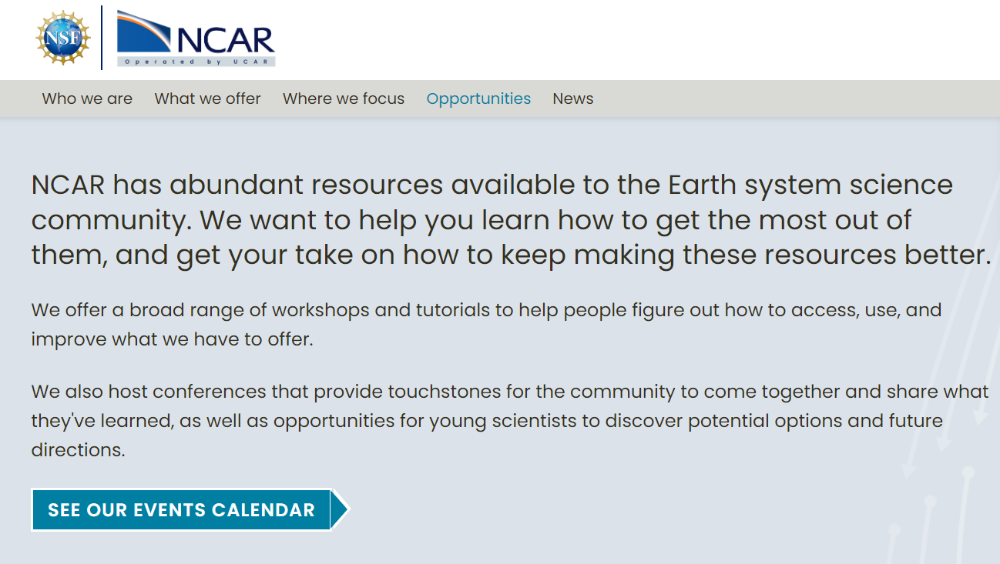 NSF
NCAR
Operated by UCAR
Who we are What we offer Where we focus Opportunities News
NCAR has abundant resources available to the Earth system science
community. We want to help you learn how to get the most out of
them, and get your take on how to keep making these resources better.
We offer a broad range of workshops and tutorials to help people figure out how to access, use, and
improve what we have to offer.
We also host conferences that provide touchstones for the community to come together and share what
they've learned, as well as opportunities for young scientists to discover potential options and future
directions.
SEE OUR EVENTS CALENDAR